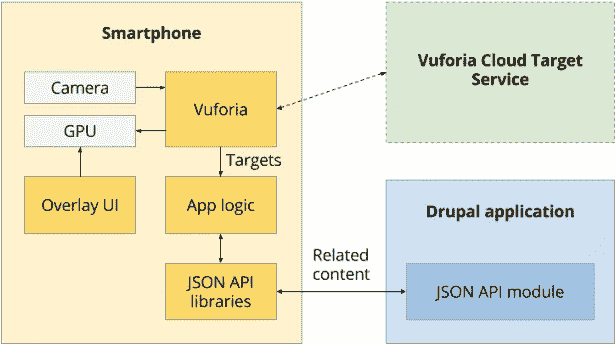 Smartphone
Camera
GPU
Vuforia
Targets
Overlay UI
App logic
JSON API
libraries
Vuforia Cloud Target
Service
Related
content
Drupal application
JSON API module